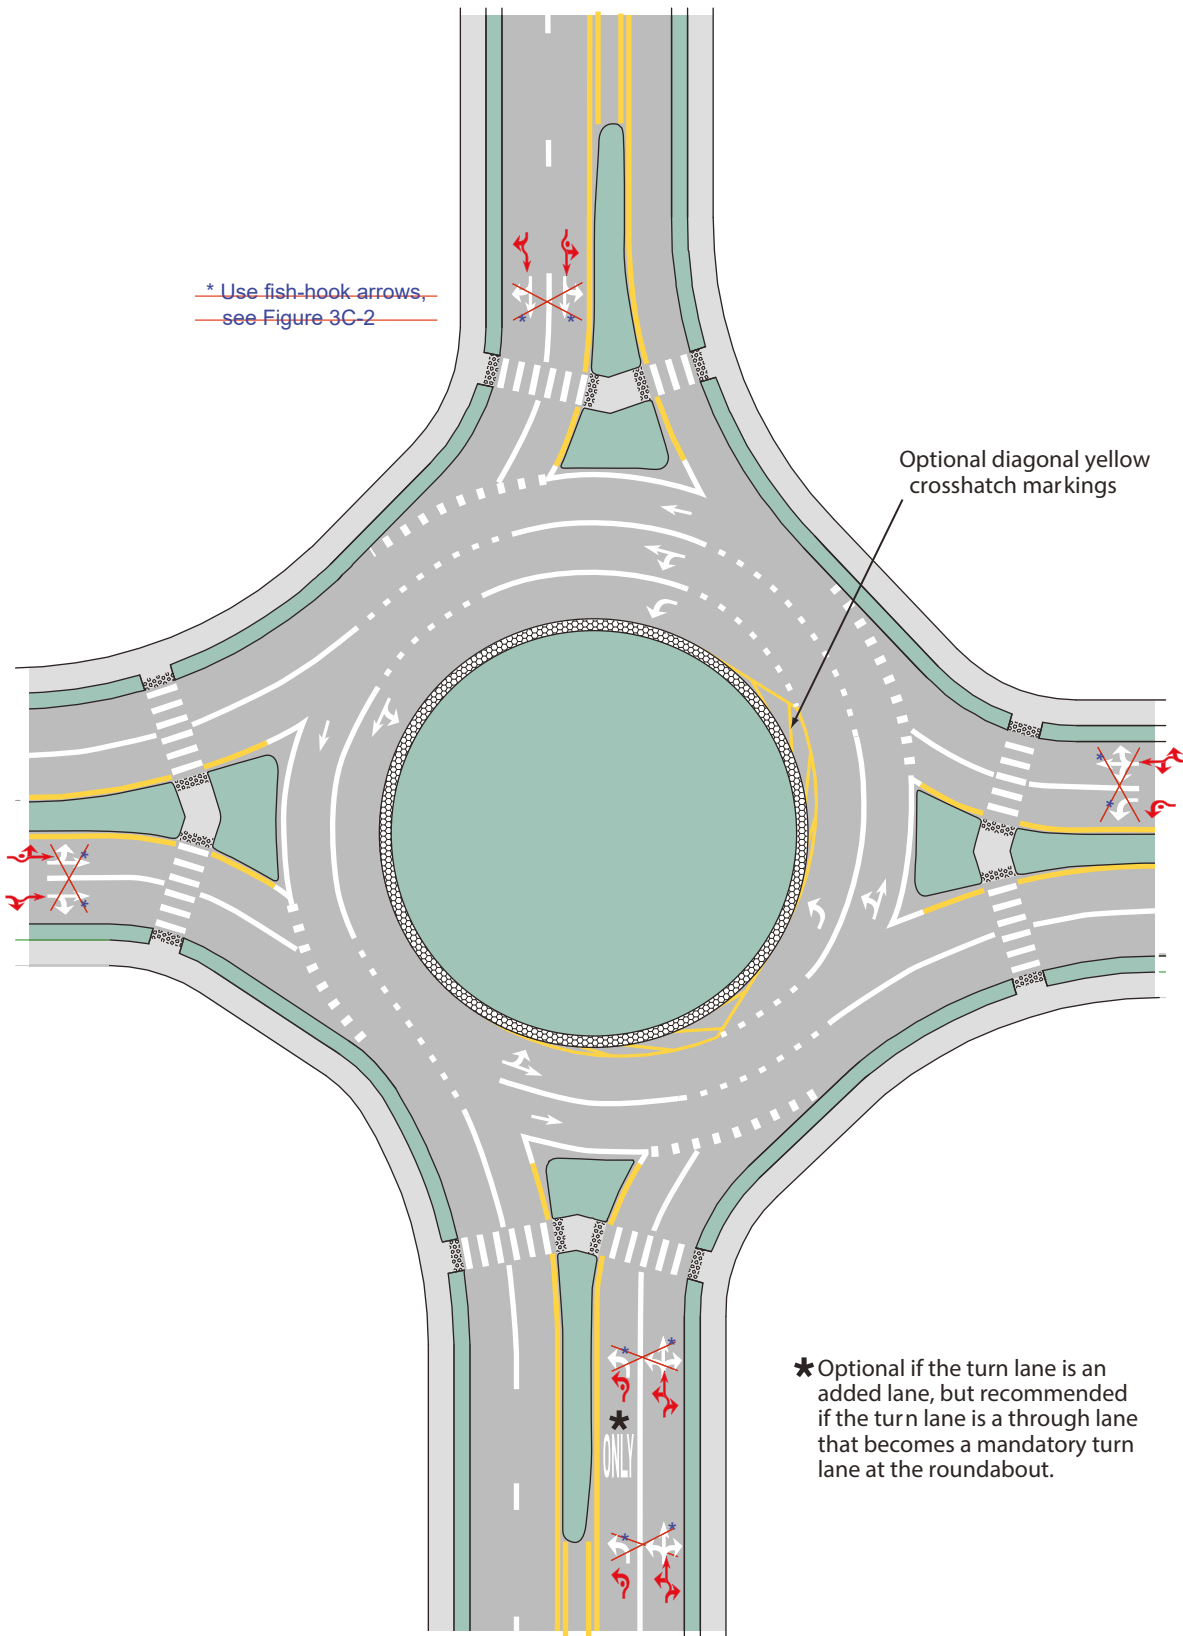 * Use fish-hook arrows,
see Figure 3C-2
Optional diagonal yellow
crosshatch markings
* Optional if the turn lane is an
added lane, but recommended
if the turn lane is a through lane
that becomes a mandatory turn
lane at the roundabout.
*
ONLY